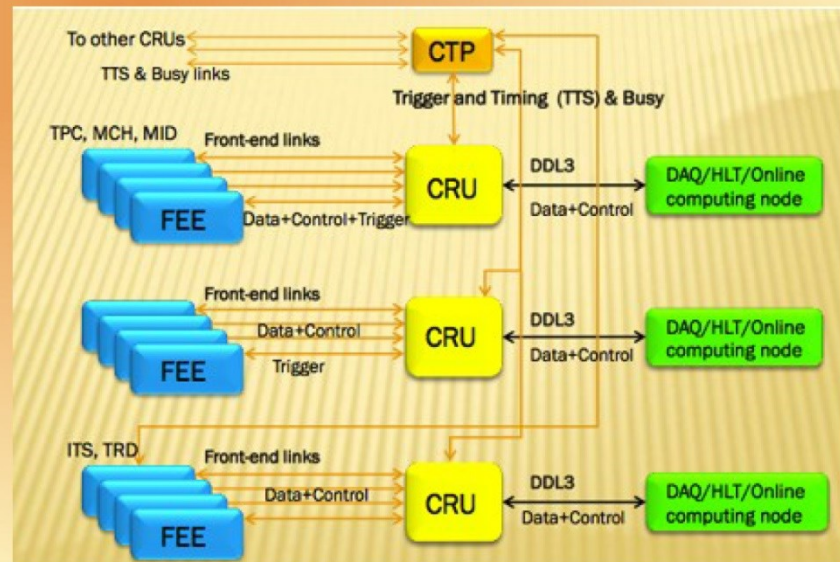 To other CRUs
CTP
TTS & Busy links
Trigger and Timing (TTS) & Busy
TPC, MCH, MID
Front-end links
CRU
DDL3
DAQ/HLT/Online
computing node
FEE
Data+Control+Trigger
Data+Control
Front-end links
Data+Control
CRU
DDL3
DAQ/HLT/Online
computing node
FEE
Trigger
Data+Control
ITS, TRD
Front-end links
Data+Control
CRU
DDL3
DAQ/HLT/Online
computing node
FEE
Data+Control